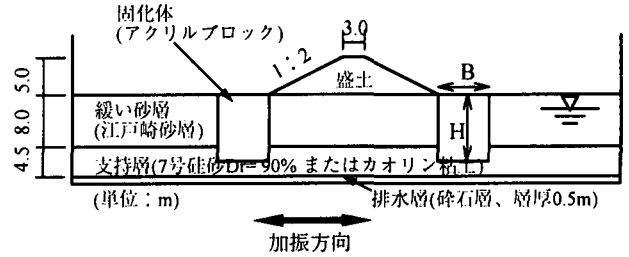 固化体
(アクリルブロック)
3.0
1:2
盛土
B
5.0
緩い砂層
(江戸崎砂層)
H
8.0
支持層(7号硅砂Dr=90% またはカオリン粘土)
4.5
(単位:m)
排水層(砕石層、層厚0.5m)
加振方向